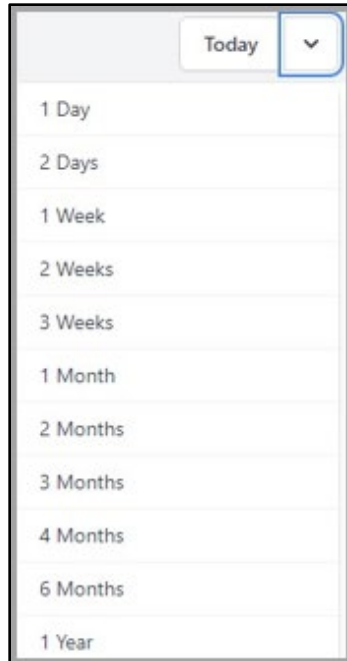 Today
1 Day
2 Days
1 Week
2 Weeks
3 Weeks
1 Month
2 Months
3 Months
4 Months
6 Months
1 Year